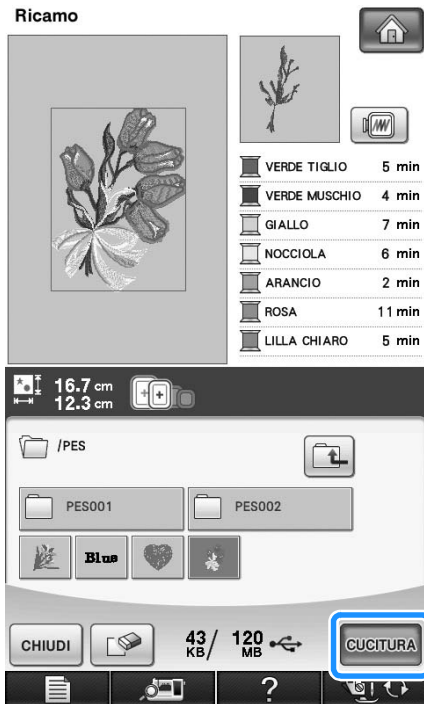 Ricamo
VERDE TIGLIO 5 min
VERDE MUSCHIO 4 min
GIALLO 7 min
NOCCIOLA 6 min
ARANCIO 2 min
ROSA 11 min
LILLA CHIARO 5 min
16.7 cm
12.3 cm
/PES
PES001 PES002
Blue
CHIUDI 43 KB/ 120 MB CUCITURA
?